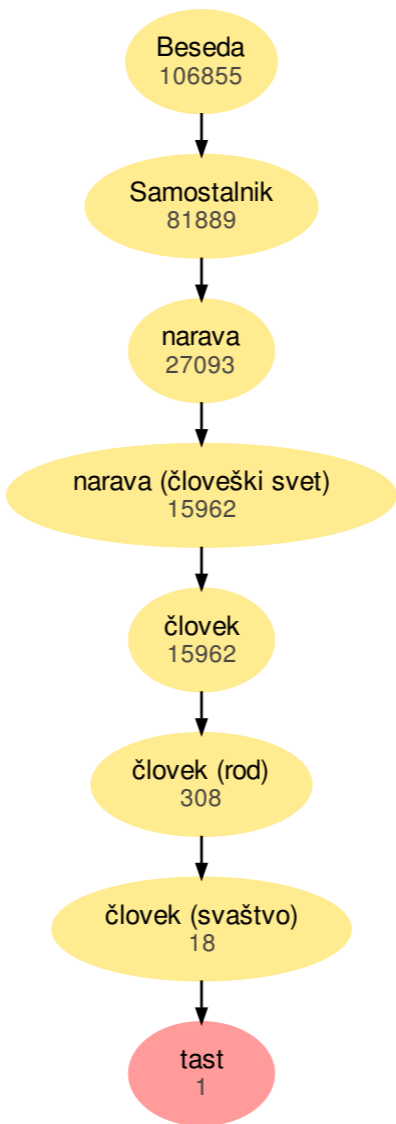 Beseda
106855
Samostalnik
81889
narava
27093
narava (človeški svet)
15962
človek
15962
človek (rod)
308
človek (svaštvo)
18
tast
1